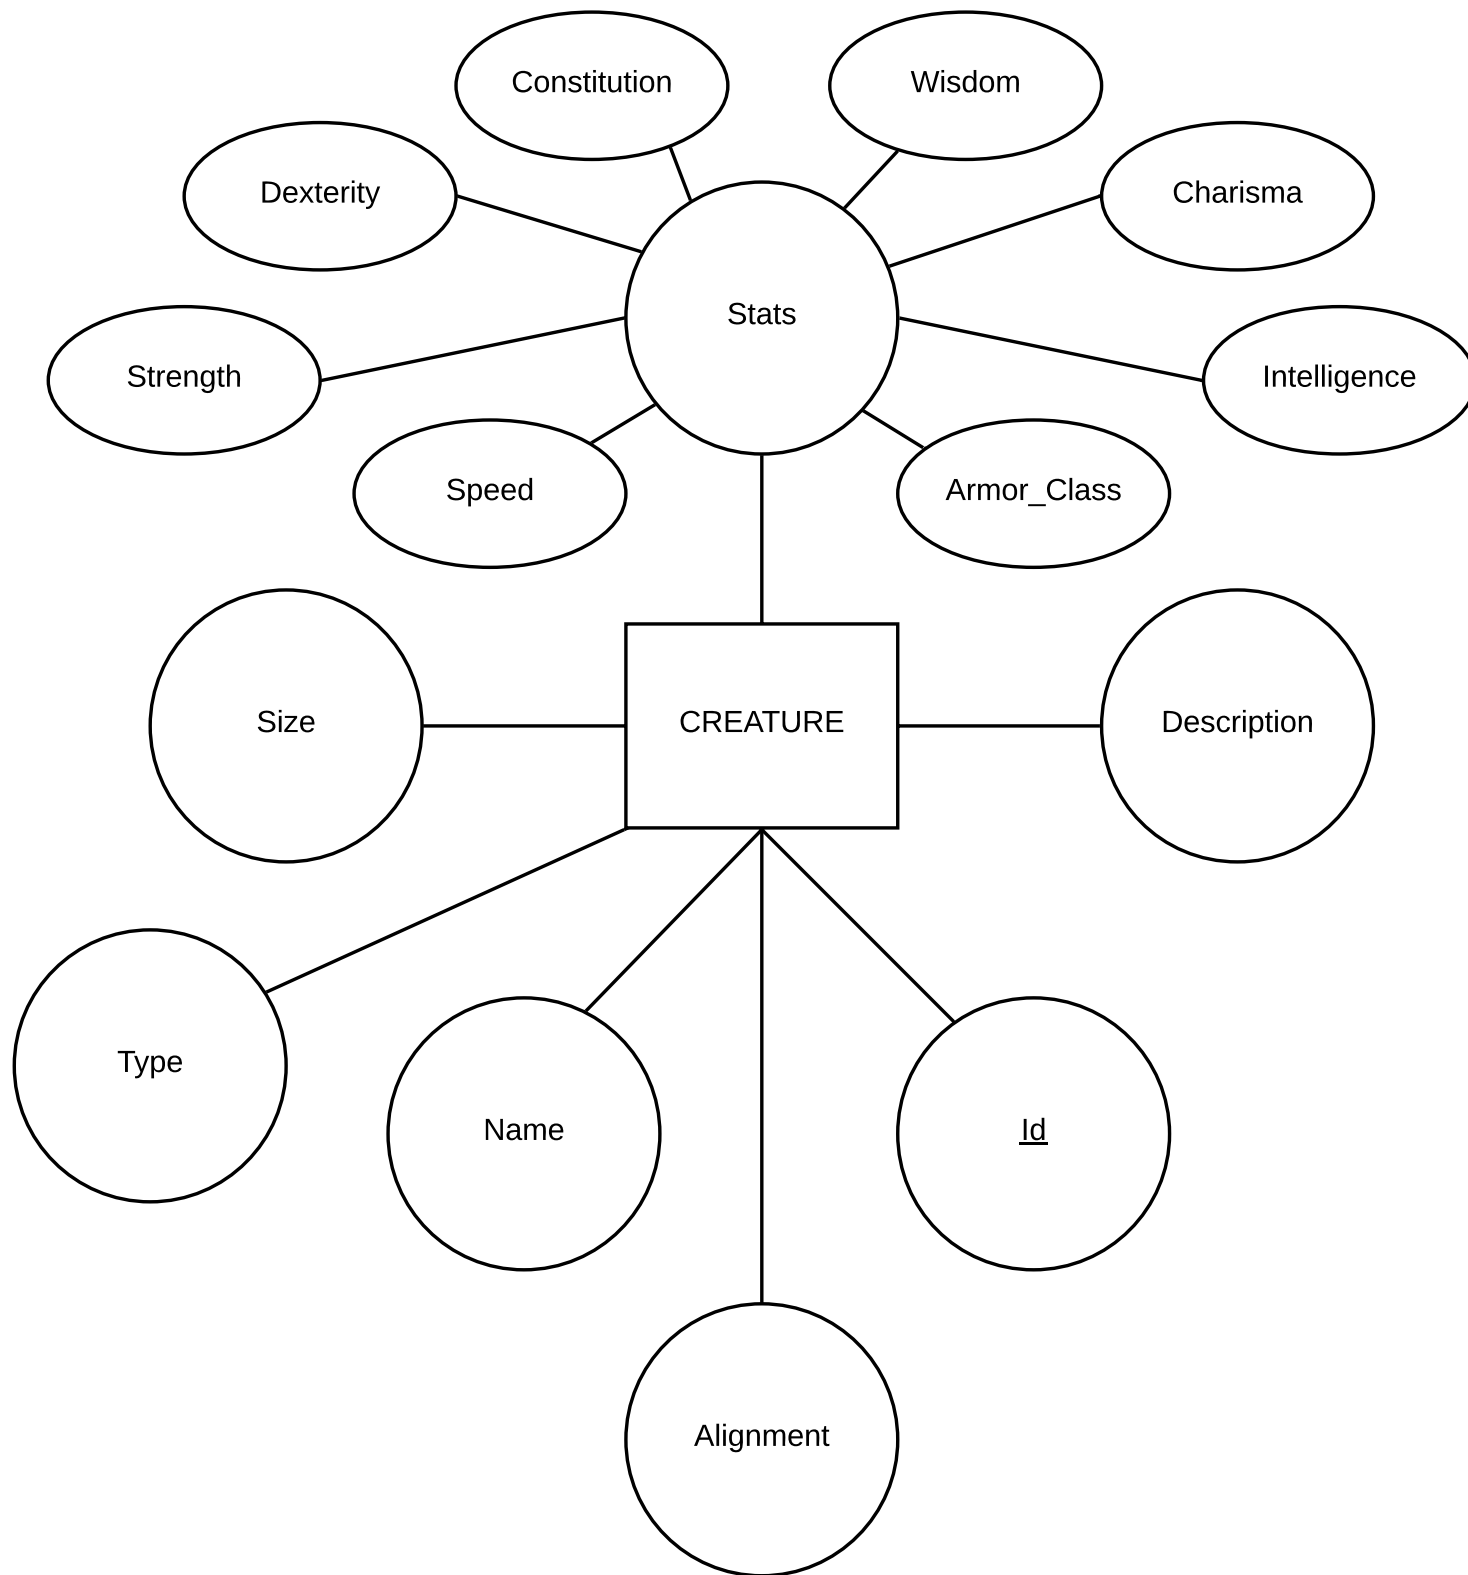 Constitution
Wisdom
Dexterity
Charisma
Stats
Strength
Intelligence
Speed
Armor_Class
Size
CREATURE
Description
Type
Name
Id
Alignment